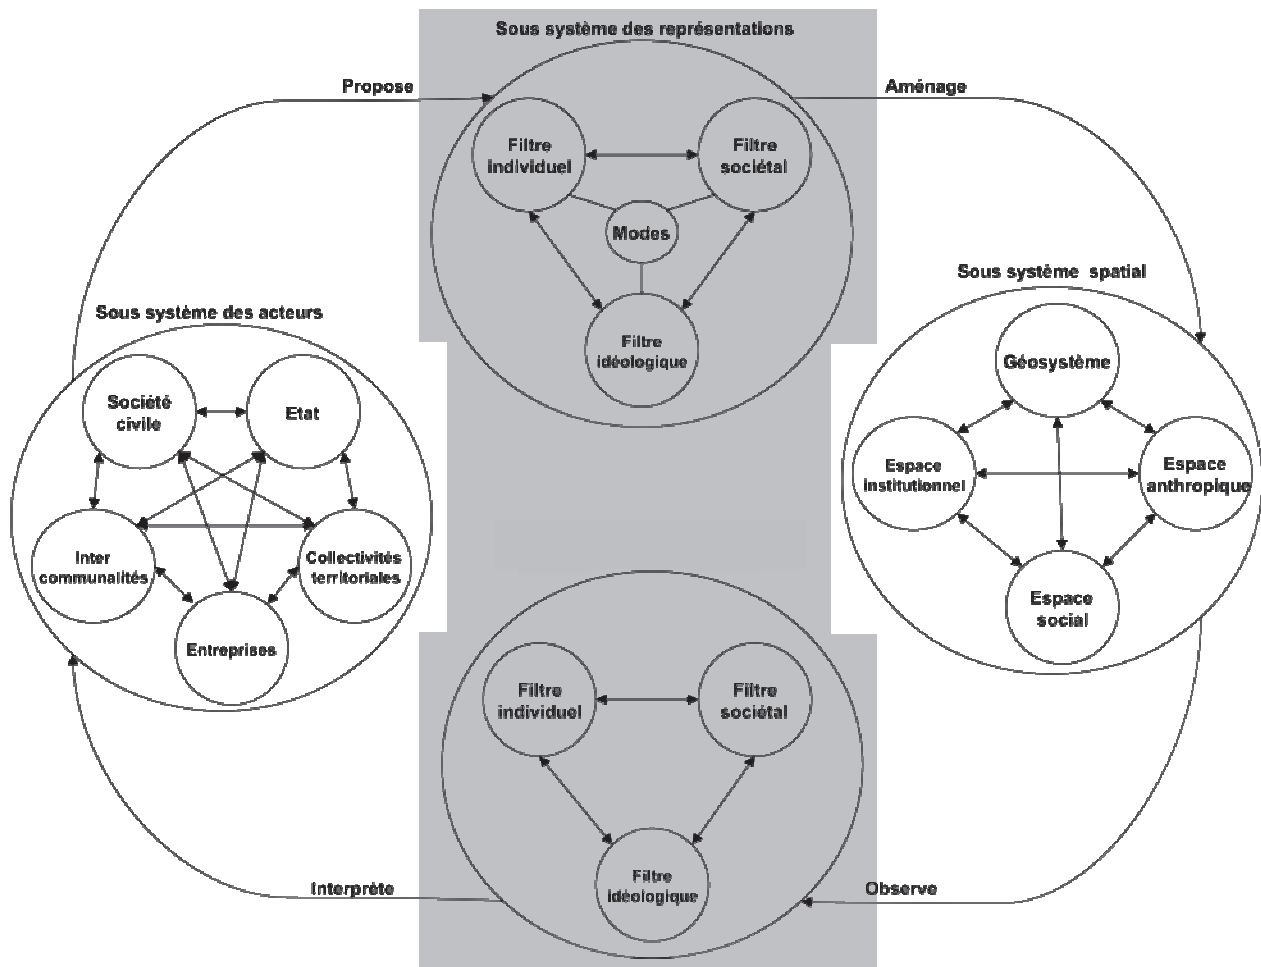 Sous système des représentations
Propose
Aménage
Filtre
individuel
Filtre
sociétal
Modes
Filtre
idéologique
Sous système des acteurs
Société
civile
Etat
Inter
communalités
Collectivités
territoriales
Entreprises
Sous système spatial
Géosystème
Espace
institutionnel
Espace
anthropique
Espace
social
Filtre
individuel
Filtre
sociétal
Filtre
idéologique
Interprète
Observe